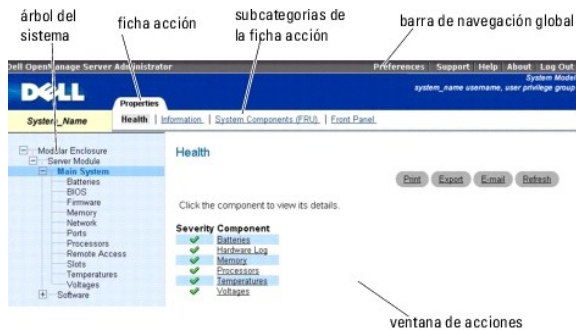 árbol del
sistema
ficha acción
subcategorías de
la ficha acción
barra de navegación global
Dell OpenManage Server Administrator
Preferences Support Help About Log Out
DELL
Properties
System Model
system_name username, user privilege group
System_Name
Health Information System Components (FRU) Front Panel
Modular Enclosure
Server Module
Main System
Batteries
BIOS
Firmware
Memory
Network
Ports
Processors
Remote Access
Slots
Temperatures
Voltages
Software
Health
Print Export E-mail Refresh
Click the component to view its details.
Severity Component
Batteries
Hardware Log
Memory
Processors
Temperatures
Voltages
ventana de acciones